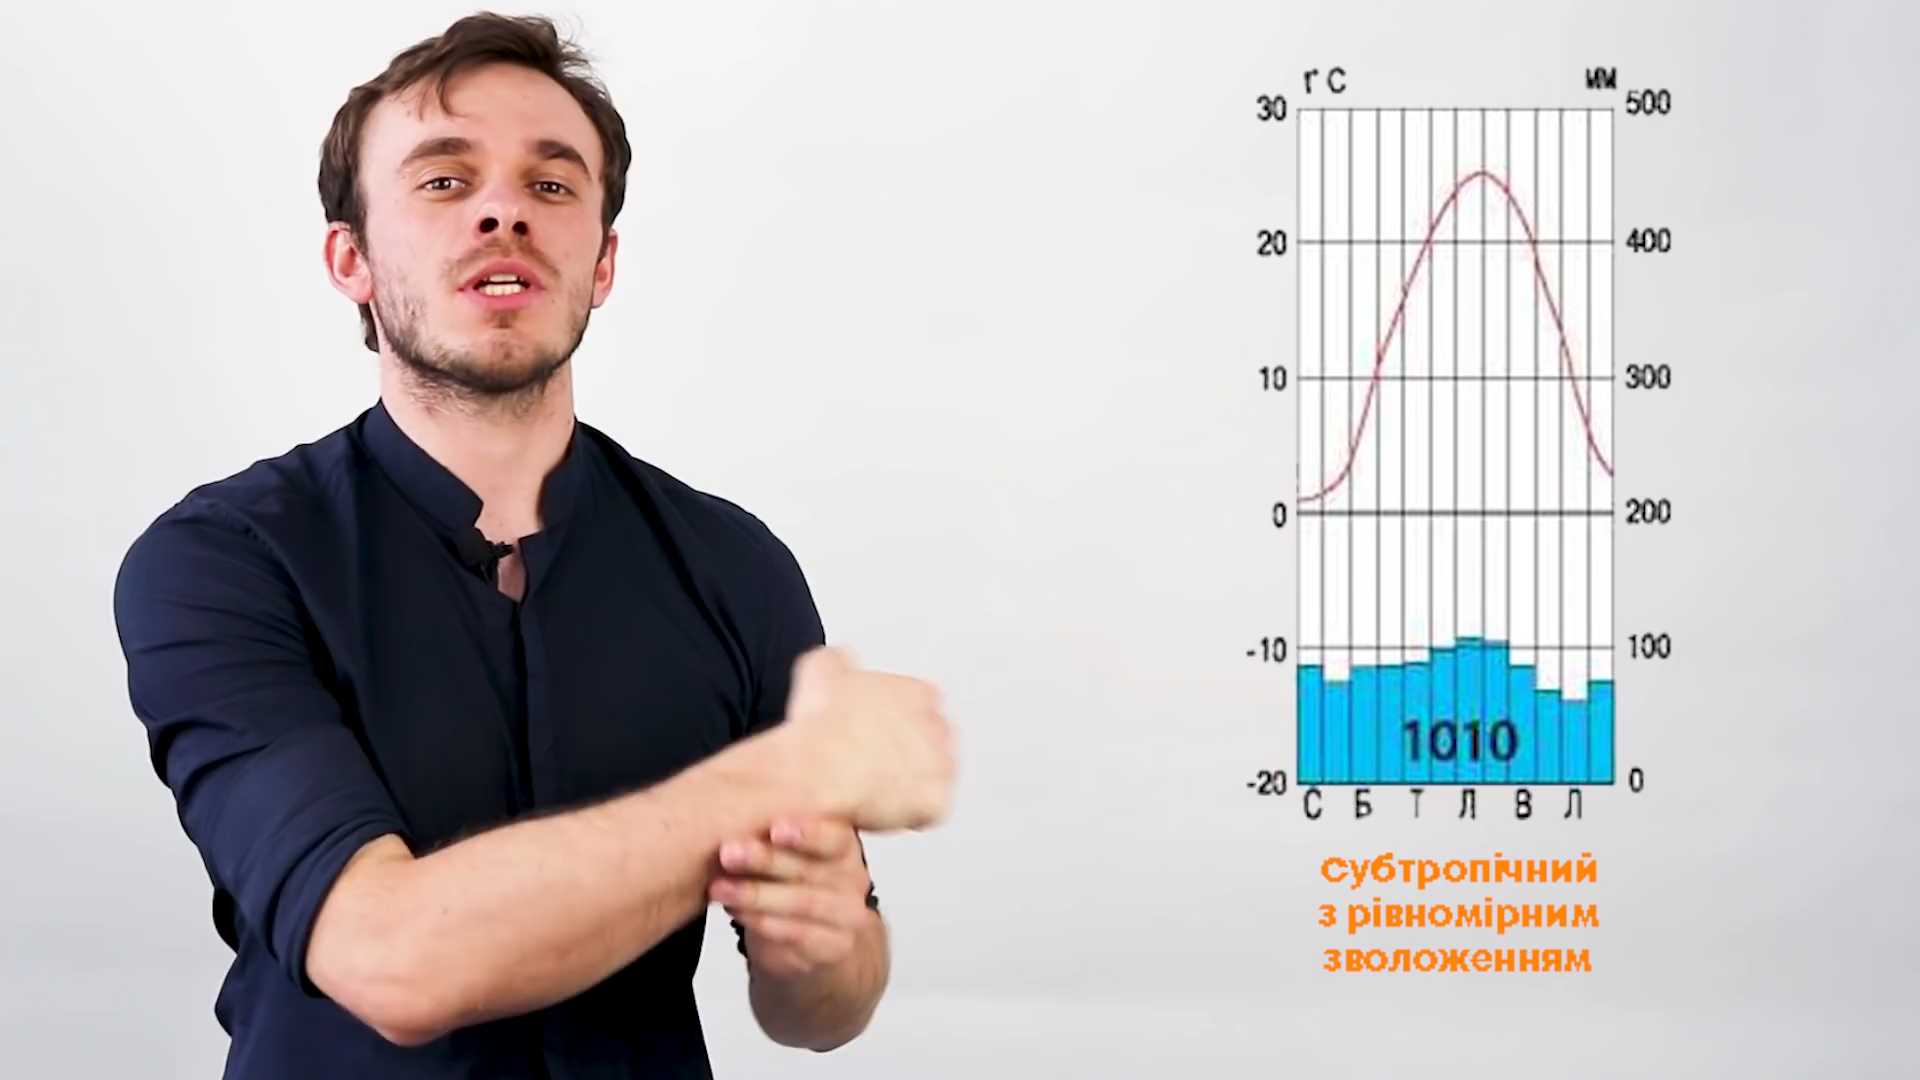 г С мм
30 500
20 400
10 300
0 200
-10 100
-20 0
1010
С Б Т Л В Л
Субтропічний
з рівномірним
зволоженням